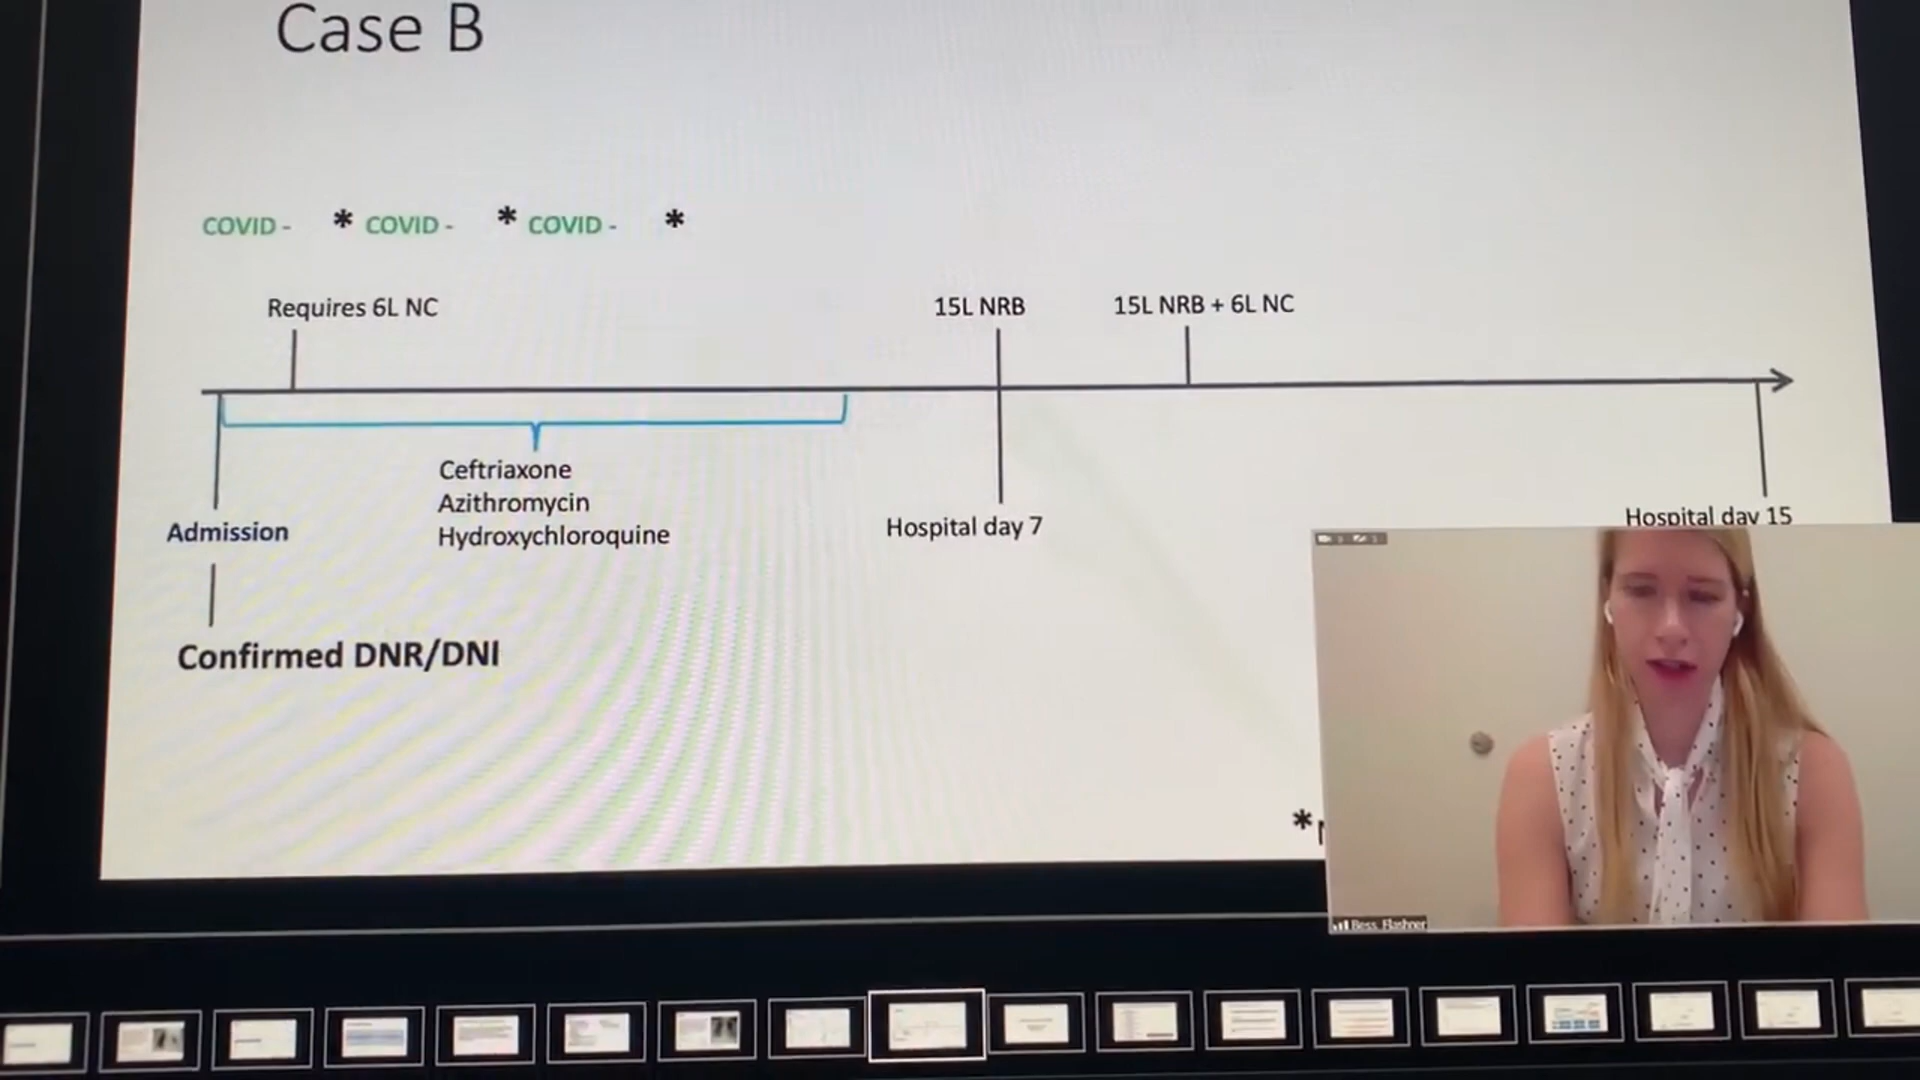 Case B
COVID - * COVID - * COVID - *
Requires 6L NC
15L NRB
15L NRB + 6L NC
Ceftriaxone
Azithromycin
Hydroxychloroquine
Admission
Hospital day 7
Hospital day 15
Confirmed DNR/DNI
*
Bess_Flashner